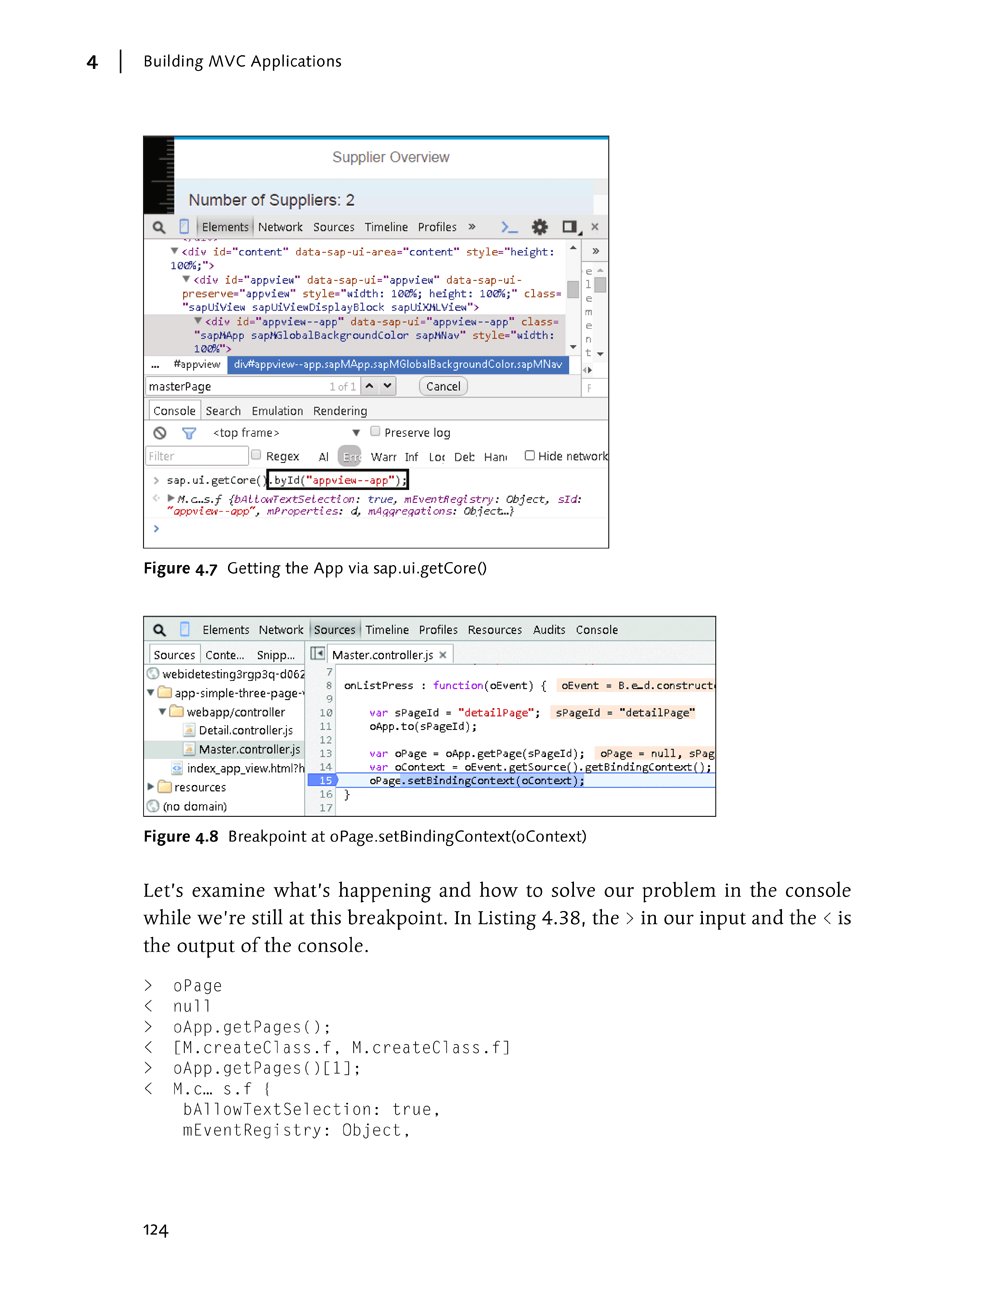 4 | Building MVC Applications
Supplier Overview
Number of Suppliers: 2
Elements Network Sources Timeline Profiles »
<div id="content" data-sap-ui-area="content" style="height:
100%;">
<div id="appview" data-sap-ui="appview" data-sap-ui-
preserve="appview" style="width: 100%; height: 100%;" class=
"sapUiView sapUiViewDisplayBlock sapUiXMLView">
<div id="appview--app" data-sap-ui="appview--app" class=
"sapMApp sapMGlobalBackgroundColor sapMNav" style="width:
100%">
» 
e
l
e
m
e
n
t
... #appview div#appview--app.sapMApp.sapMGlobalBackgroundColor.sapMNav
masterPage 1 of 1 Cancel
F
Console Search Emulation Rendering
<top frame> Preserve log
Filter Regex Al Err Warr Inf Log Deb Hide network
> sap.ui.getCore().byId("appview--app");
M.c…s.f {bAllowTextSelection: true, mEventRegistry: Object, sId:
"appview--app", mProperties: d, mAggregations: Object…}
>
Figure 4.7 Getting the App via sap.ui.getCore()
Elements Network Sources Timeline Profiles Resources Audits Console
Sources Conte... Snipp... Master.controller.js ×
webidetesting3rgp3q-d062
app-simple-three-page-
webapp/controller
Detail.controller.js
Master.controller.js
index_app_view.html?h
resources
(no domain)
7
8 onListPress : function(oEvent) { oEvent = B.e…d.construct
9
10 var sPageId = "detailPage"; sPageId = "detailPage"
11 oApp.to(sPageId);
12
13 var oPage = oApp.getPage(sPageId); oPage = null, sPag
14 var oContext = oEvent.getSource().getBindingContext();
15 oPage.setBindingContext(oContext);
16 }
17
Figure 4.8 Breakpoint at oPage.setBindingContext(oContext)
Let's examine what's happening and how to solve our problem in the console
while we're still at this breakpoint. In Listing 4.38, the > in our input and the < is
the output of the console.
> oPage
< null
> oApp.getPages();
< [M.createClass.f, M.createClass.f]
> oApp.getPages()[1];
< M.c… s.f {
bAllowTextSelection: true,
mEventRegistry: Object,
124